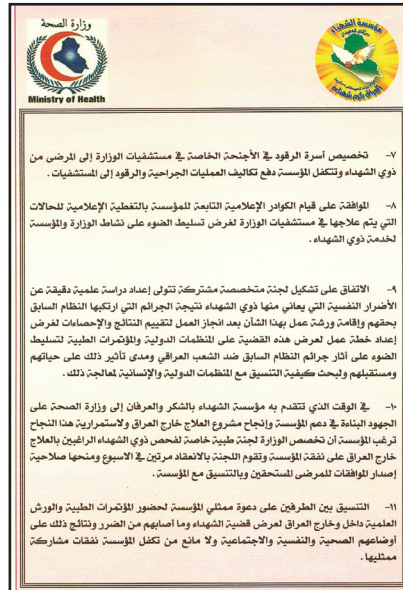 وزارة الصحة
Ministry of Health
مؤسسة الشهداء
٧- تخصيص أسرة الرقود في الأجنحة الخاصة في مستشفيات الوزارة إلى المرضى من
ذوي الشهداء وتتكفل المؤسسة دفع تكاليف العمليات الجراحية والرقود إلى المستشفيات .
٨- الموافقة على قيام الكوادر الإعلامية التابعة للمؤسسة بالتغطية الإعلامية للحالات
التي يتم علاجها في مستشفيات الوزارة لغرض تسليط الضوء على نشاط الوزارة والمؤسسة
لخدمة ذوي الشهداء .
٩- الاتفاق على تشكيل لجنة متخصصة مشتركة تتولى إعداد دراسة علمية دقيقة عن
الأضرار النفسية التي يعاني منها ذوي الشهداء نتيجة الجرائم التي ارتكبها النظام السابق
بحقهم وإقامة ورشة عمل بهذا الشأن بعد انجاز العمل لتقييم النتائج والإحصاءات لغرض
إعداد خطة عمل لعرض هذه القضية على المنظمات الدولية والمؤتمرات الطبية لتسليط
الضوء على آثار جرائم النظام السابق ضد الشعب العراقي ومدى تأثير ذلك على حياتهم
ومستقبلهم ولبحث كيفية التنسيق مع المنظمات الدولية والإنسانية لمعالجة ذلك .
١٠- في الوقت الذي تتقدم به مؤسسة الشهداء بالشكر والعرفان إلى وزارة الصحة على
الجهود البناءة في دعم المؤسسة وإنجاح مشروع العلاج خارج العراق ولاستمرارية هذا النجاح
ترغب المؤسسة أن تخصص الوزارة لجنة طبية خاصة لفحص ذوي الشهداء الراغبين بالعلاج
خارج العراق على نفقة المؤسسة وتقوم اللجنة بالانعقاد مرتين في الاسبوع ومنحها صلاحية
إصدار الموافقات للمرضى المستحقين وبالتنسيق مع المؤسسة .
١١- التنسيق بين الطرفين على دعوة ممثلي المؤسسة لحضور المؤتمرات الطبية والورش
العلمية داخل وخارج العراق لعرض قضية الشهداء وما أصابهم من الضرر ونتائج ذلك على
أوضاعهم الصحية والنفسية والاجتماعية ولا مانع من تكفل المؤسسة نفقات مشاركة
ممثليها .